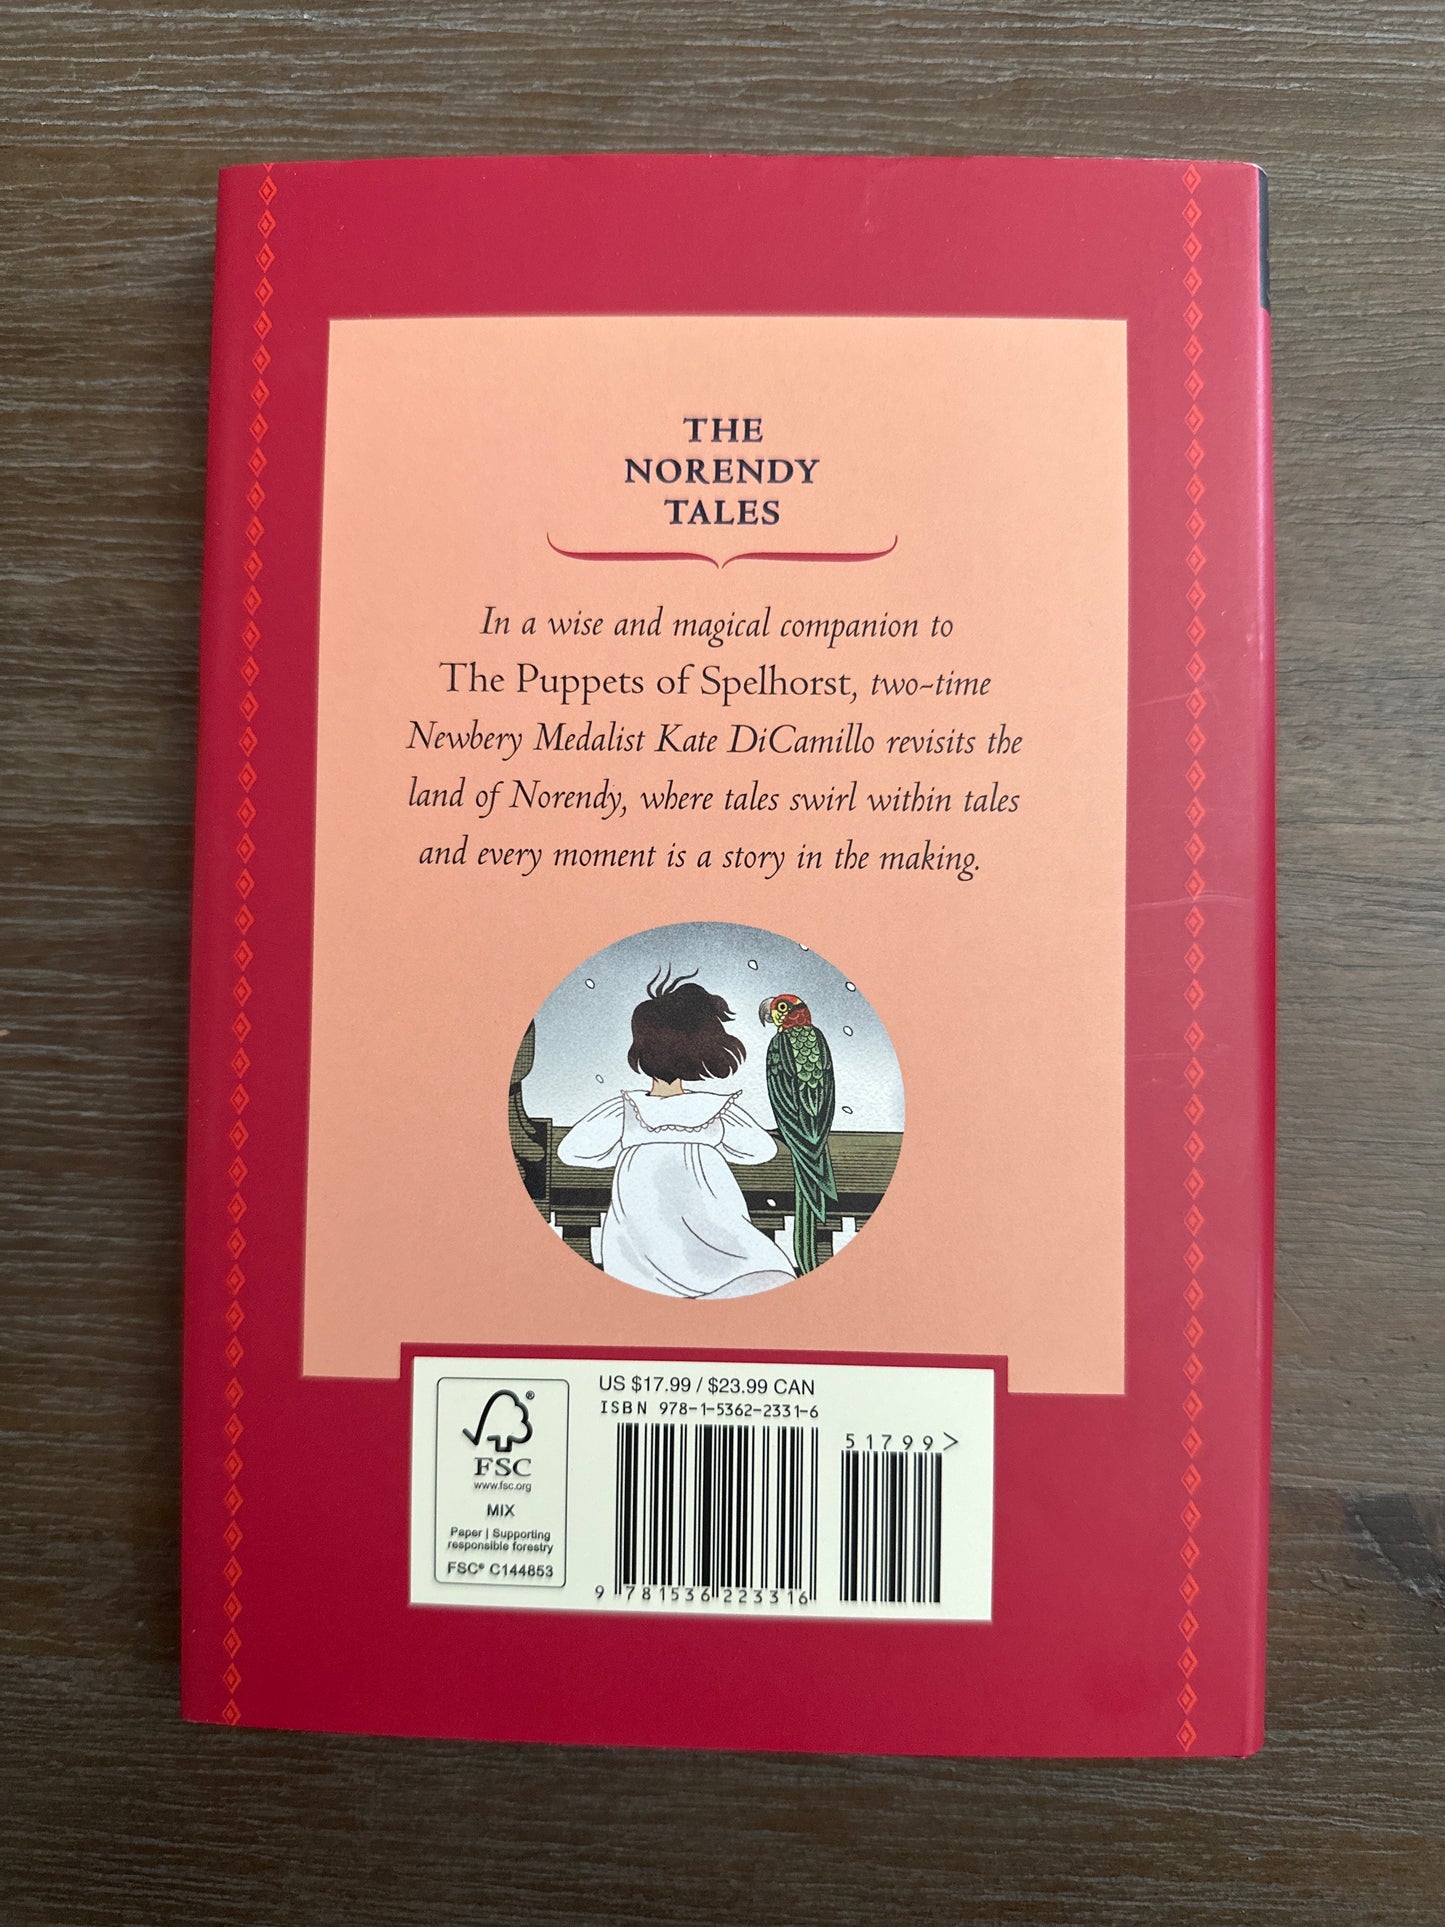 THE
NORENDY
TALES
In a wise and magical companion to
The Puppets of Spelhorst, two-time
Newbery Medalist Kate DiCamillo revisits the
land of Norendy, where tales swirl within tales
and every moment is a story in the making.
®
FSC
www.fsc.org
MIX
Paper | Supporting
responsible forestry
FSC® C144853
US $17.99 / $23.99 CAN
ISBN 978-1-5362-2331-6
51799>
9 781536 223316